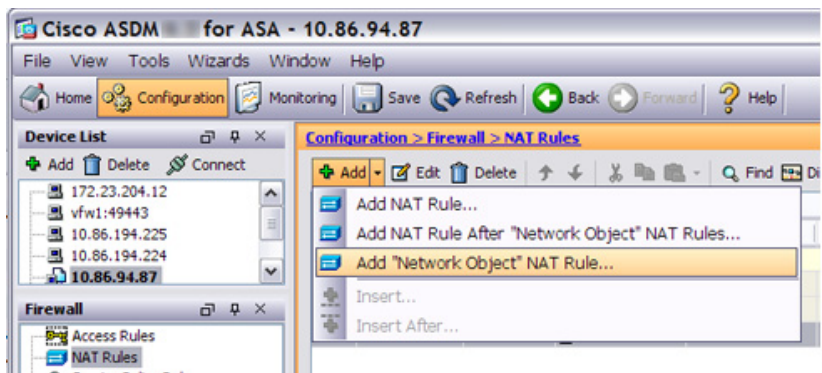 Cisco ASDM for ASA - 10.86.94.87
File View Tools Wizards Window Help
Home Configuration Monitoring Save Refresh Back Forward Help
Device List
Add Delete Connect
172.23.204.12
vfw1:49443
10.86.194.225
10.86.194.224
10.86.94.87
Firewall
Access Rules
NAT Rules
Configuration > Firewall > NAT Rules
Add Edit Delete Find Di
Add NAT Rule...
Add NAT Rule After "Network Object" NAT Rules...
Add "Network Object" NAT Rule...
Insert...
Insert After...